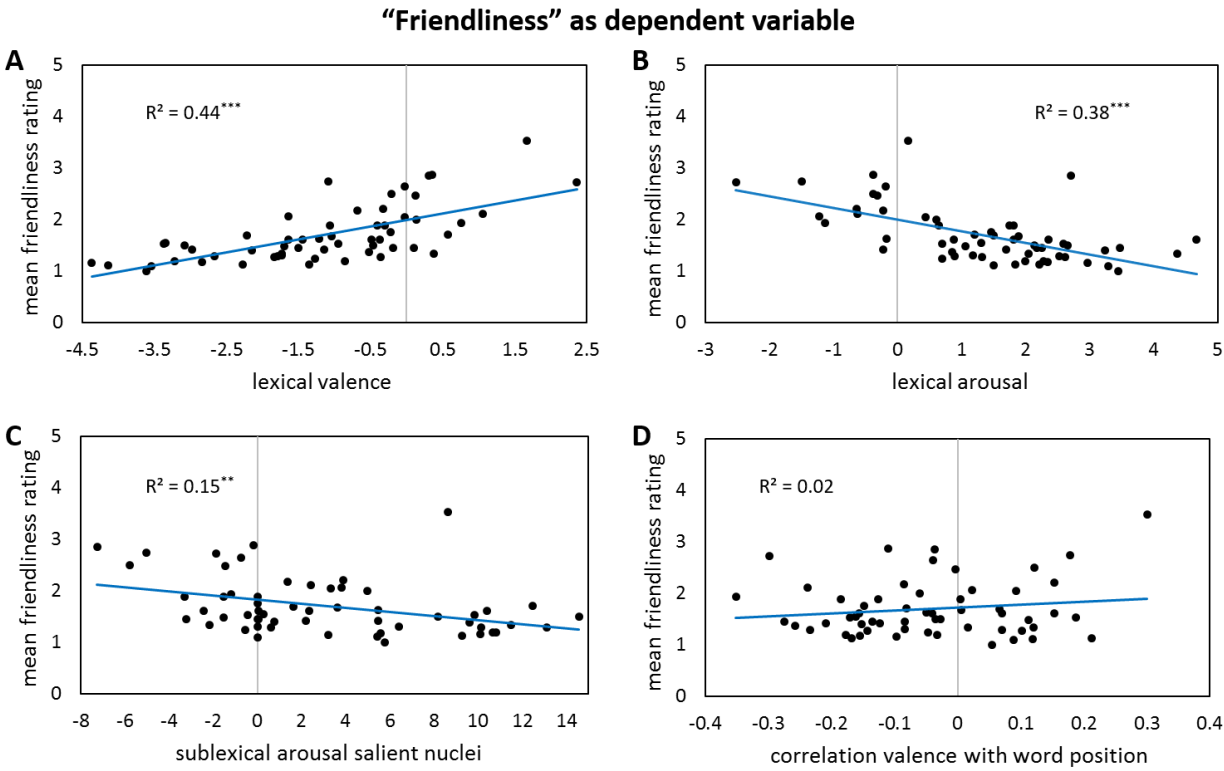 “Friendliness” as dependent variable
A
mean friendliness rating
5
4
3
2
1
0
R² = 0.44***
-4.5 -3.5 -2.5 -1.5 -0.5 0.5 1.5 2.5
lexical valence
B
mean friendliness rating
5
4
3
2
1
0
R² = 0.38***
-3 -2 -1 0 1 2 3 4 5
lexical arousal
C
mean friendliness rating
5
4
3
2
1
0
R² = 0.15**
-8 -6 -4 -2 0 2 4 6 8 10 12 14
sublexical arousal salient nuclei
D
mean friendliness rating
5
4
3
2
1
0
R² = 0.02
-0.4 -0.3 -0.2 -0.1 0 0.1 0.2 0.3 0.4
correlation valence with word position